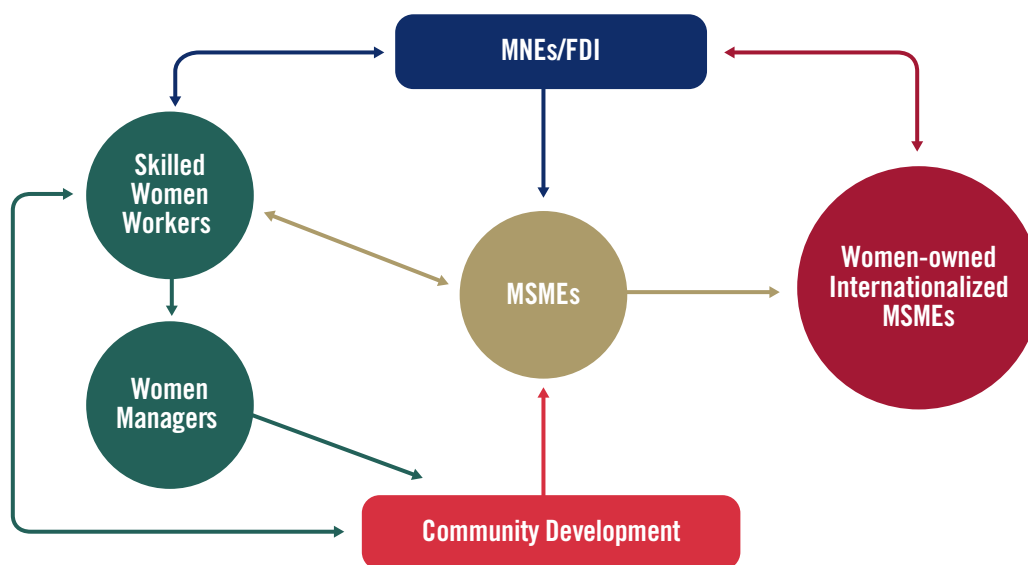 MNEs/FDI
Skilled
Women
Workers
MSMEs
Women-owned
Internationalized
MSMEs
Women
Managers
Community Development